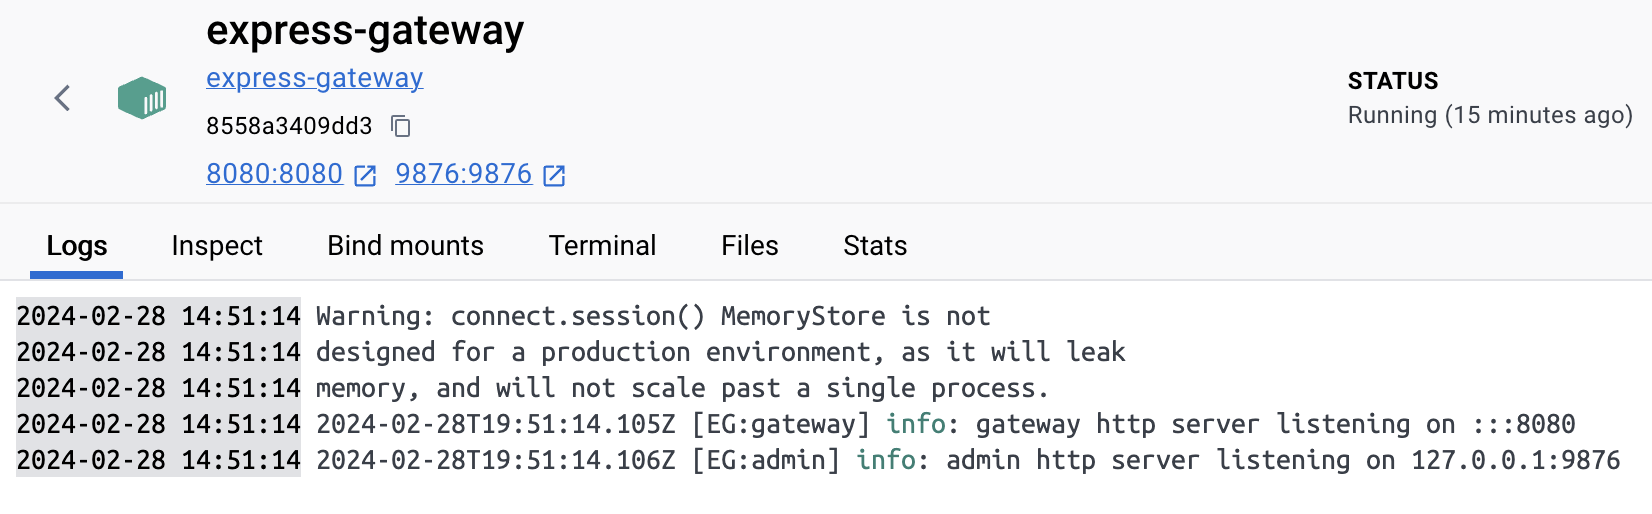 express-gateway
express-gateway
8558a3409dd3
8080:8080 9876:9876
STATUS
Running (15 minutes ago)
Logs Inspect Bind mounts Terminal Files Stats
2024-02-28 14:51:14 Warning: connect.session() MemoryStore is not
2024-02-28 14:51:14 designed for a production environment, as it will leak
2024-02-28 14:51:14 memory, and will not scale past a single process.
2024-02-28 14:51:14 2024-02-28T19:51:14.105Z [EG:gateway] info: gateway http server listening on :::8080
2024-02-28 14:51:14 2024-02-28T19:51:14.106Z [EG:admin] info: admin http server listening on 127.0.0.1:9876